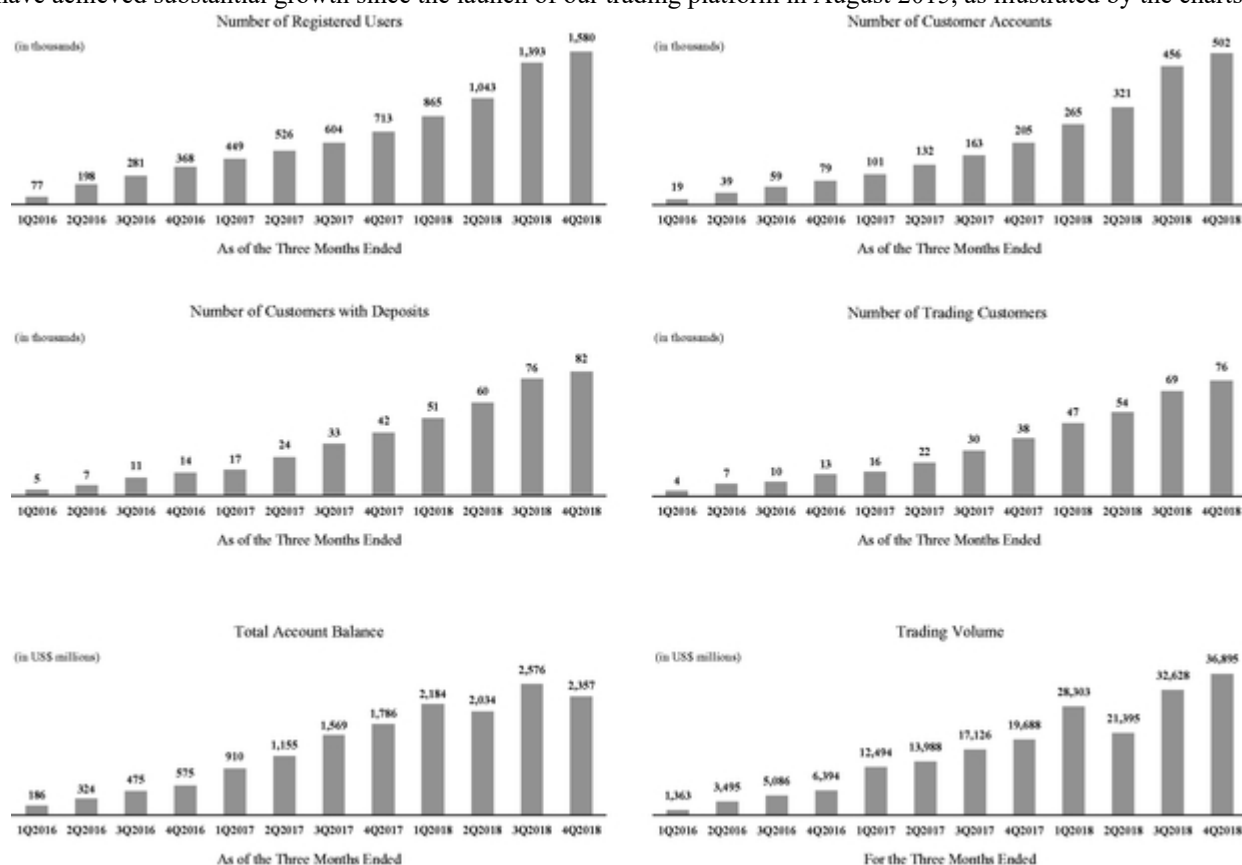 have achieved substantial growth since the launch of our trading platform in August 2015, as illustrated by the charts
Number of Registered Users
(in thousands)
77 198 281 368 449 526 604 713 865 1,043 1,393 1,580
1Q2016 2Q2016 3Q2016 4Q2016 1Q2017 2Q2017 3Q2017 4Q2017 1Q2018 2Q2018 3Q2018 4Q2018
As of the Three Months Ended
Number of Customer Accounts
(in thousands)
19 39 59 79 101 132 163 205 265 321 456 502
1Q2016 2Q2016 3Q2016 4Q2016 1Q2017 2Q2017 3Q2017 4Q2017 1Q2018 2Q2018 3Q2018 4Q2018
As of the Three Months Ended
Number of Customers with Deposits
(in thousands)
5 7 11 14 17 24 33 42 51 60 76 82
1Q2016 2Q2016 3Q2016 4Q2016 1Q2017 2Q2017 3Q2017 4Q2017 1Q2018 2Q2018 3Q2018 4Q2018
As of the Three Months Ended
Number of Trading Customers
(in thousands)
4 7 10 13 16 22 30 38 47 54 69 76
1Q2016 2Q2016 3Q2016 4Q2016 1Q2017 2Q2017 3Q2017 4Q2017 1Q2018 2Q2018 3Q2018 4Q2018
As of the Three Months Ended
Total Account Balance
(in US$ millions)
186 324 475 575 910 1,155 1,569 1,786 2,184 2,034 2,576 2,357
1Q2016 2Q2016 3Q2016 4Q2016 1Q2017 2Q2017 3Q2017 4Q2017 1Q2018 2Q2018 3Q2018 4Q2018
As of the Three Months Ended
Trading Volume
(in US$ millions)
1,363 3,495 5,086 6,394 12,494 13,988 17,126 19,688 28,303 21,395 32,628 36,895
1Q2016 2Q2016 3Q2016 4Q2016 1Q2017 2Q2017 3Q2017 4Q2017 1Q2018 2Q2018 3Q2018 4Q2018
For the Three Months Ended